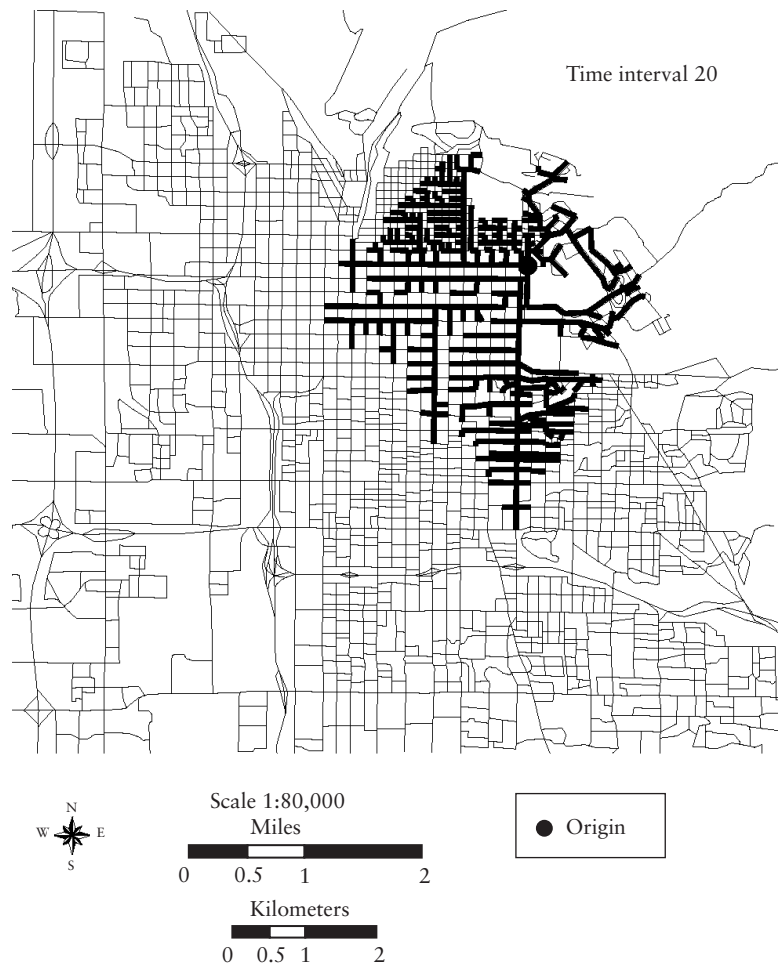 Time interval 20
N
W E
S
Scale 1:80,000
Miles
0 0.5 1 2
Kilometers
0 0.5 1 2
Origin